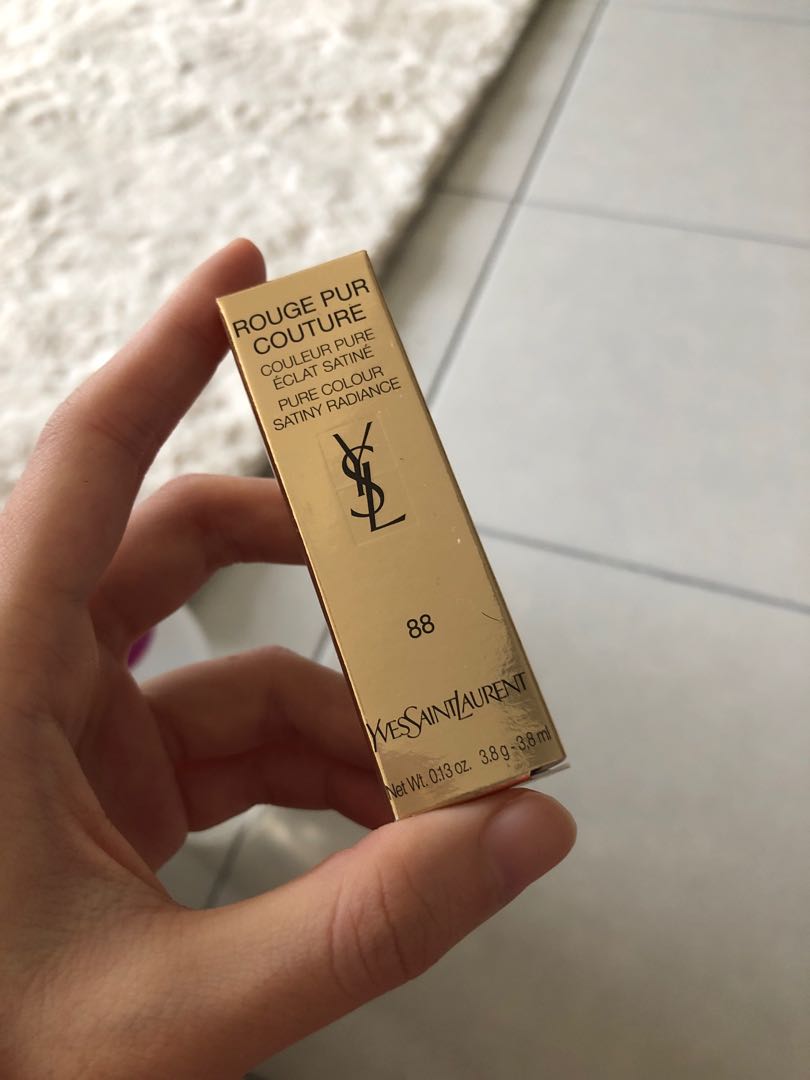 ROUGE PUR
COUTURE
COULEUR PURE
ÉCLAT SATINÉ
PURE COLOUR
SATINY RADIANCE
YSL
88
YVESSAINTLAURENT
Net Wt. 0.13 oz. 3.8 g - 3.8 ml